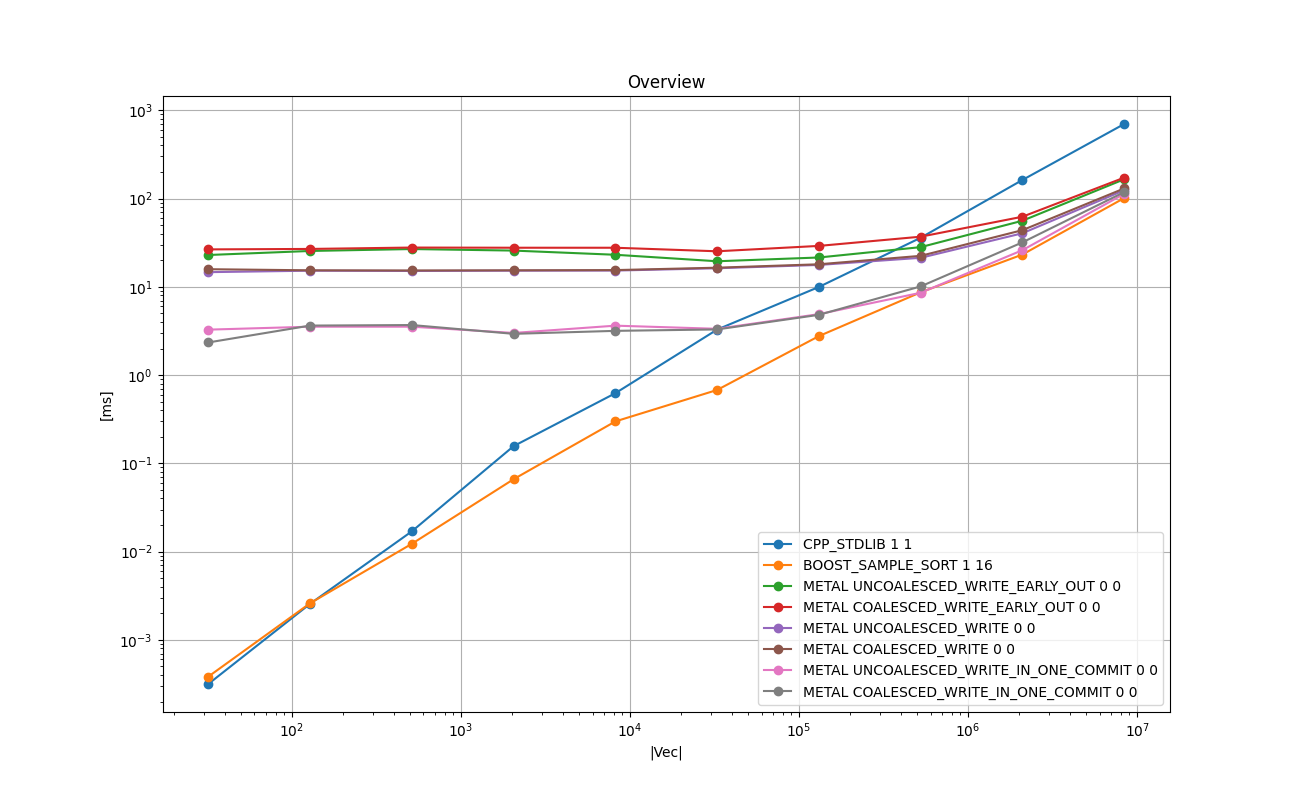 Overview
10³
10²
10¹
10⁰
10⁻¹
10⁻²
10⁻³
[ms]
CPP_STDLIB 1 1
BOOST_SAMPLE_SORT 1 16
METAL UNCOALESCED_WRITE_EARLY_OUT 0 0
METAL COALESCED_WRITE_EARLY_OUT 0 0
METAL UNCOALESCED_WRITE 0 0
METAL COALESCED_WRITE 0 0
METAL UNCOALESCED_WRITE_IN_ONE_COMMIT 0 0
METAL COALESCED_WRITE_IN_ONE_COMMIT 0 0
10² 10³ 10⁴ 10⁵ 10⁶ 10⁷
|Vec|